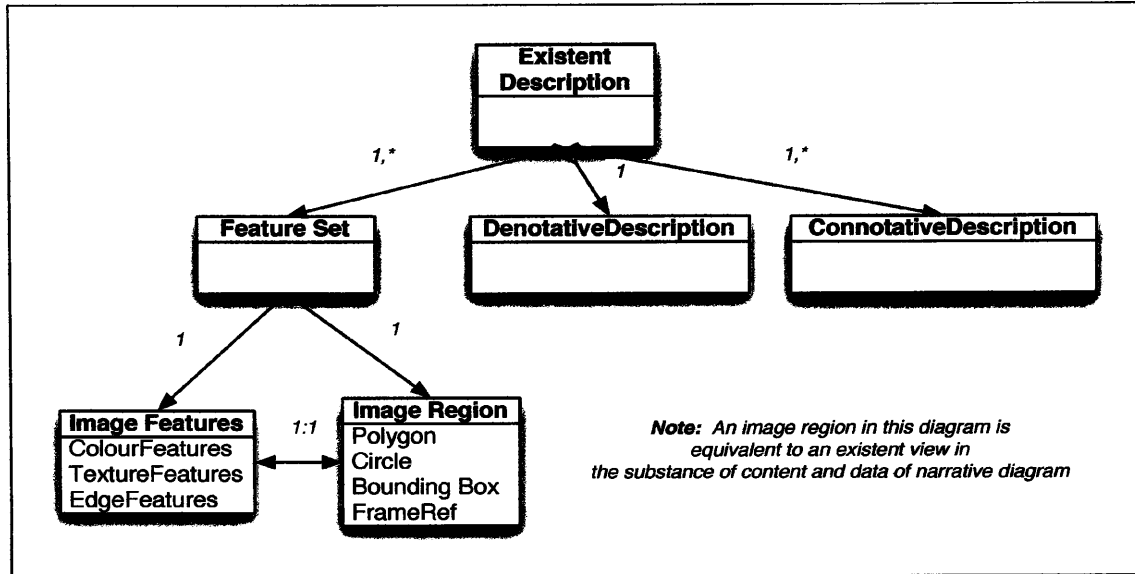 Existent
Description
1,*
1
1,*
Feature Set
DenotativeDescription
ConnotativeDescription
1
1
Image Features
ColourFeatures
TextureFeatures
EdgeFeatures
1:1
Image Region
Polygon
Circle
Bounding Box
FrameRef
Note: An image region in this diagram is
equivalent to an existent view in
the substance of content and data of narrative diagram